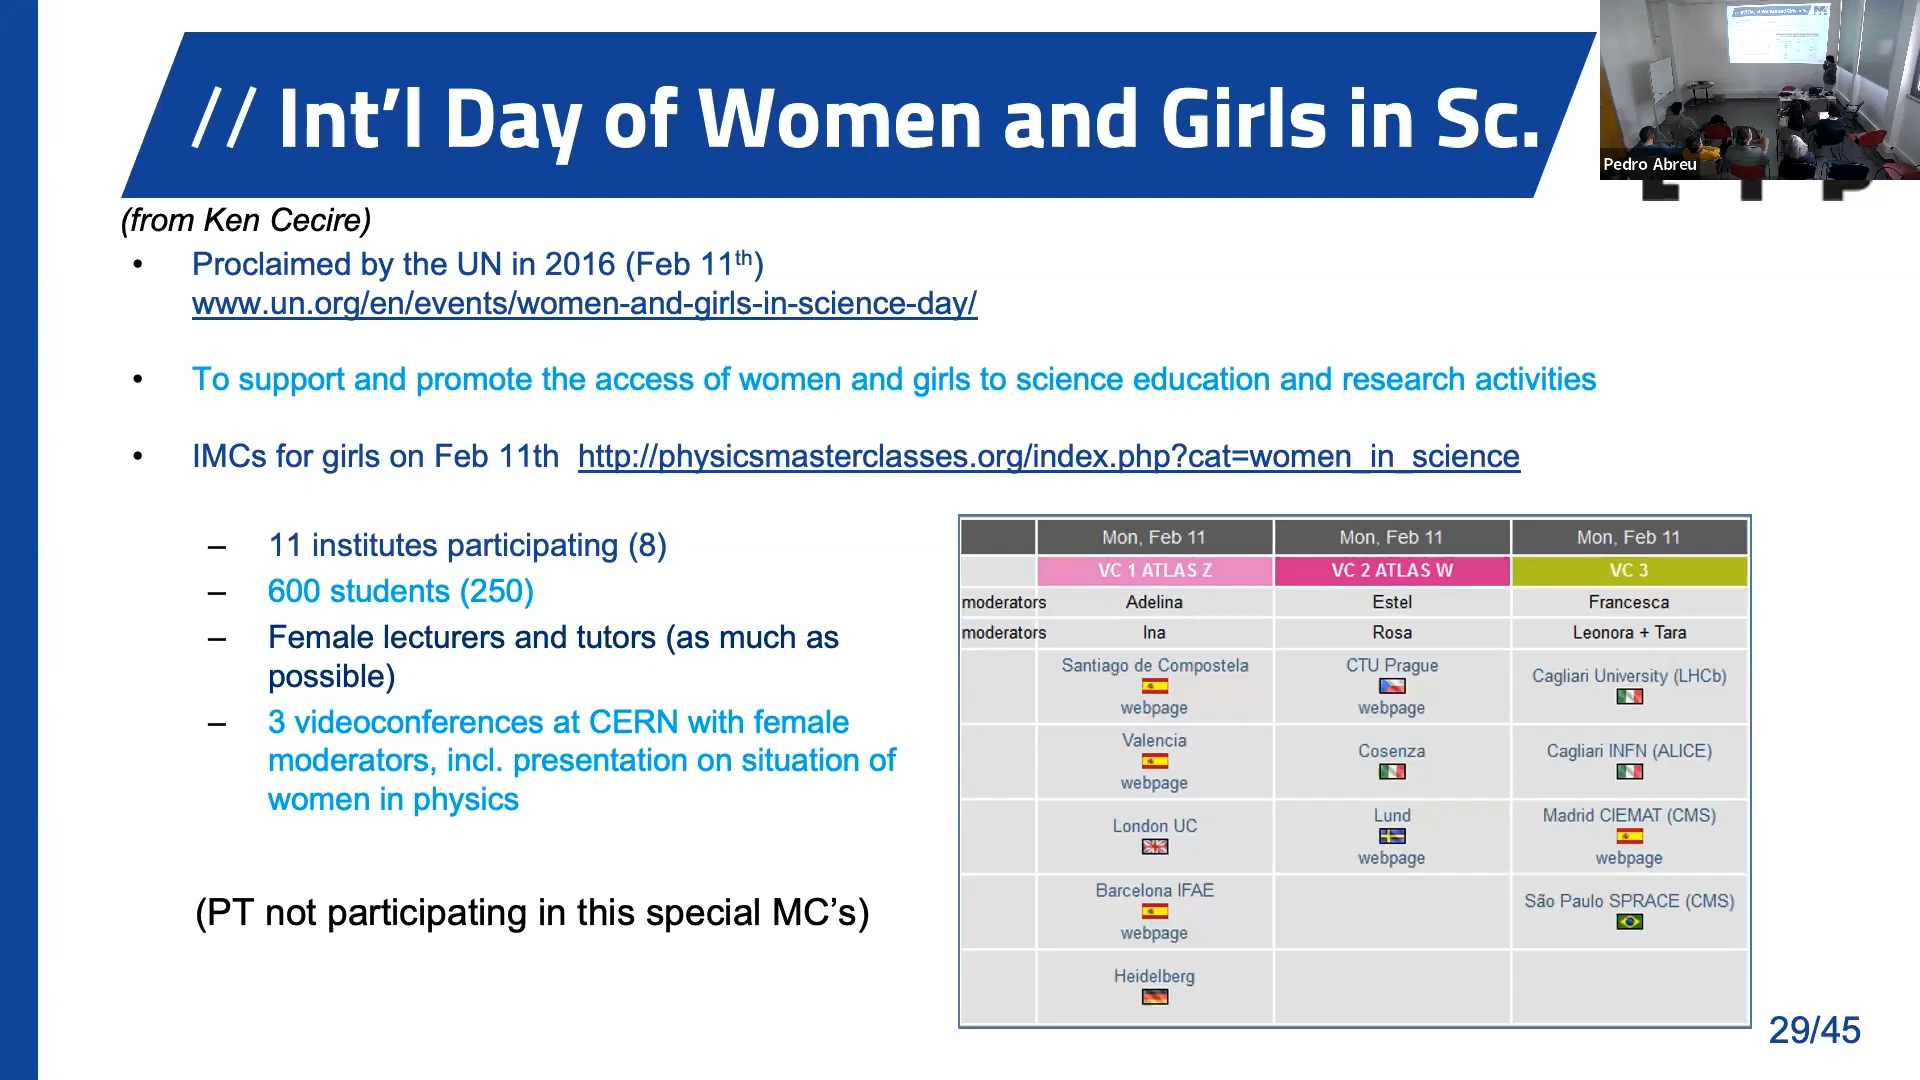 // Int’l Day of Women and Girls in Sc.
Pedro Abreu
(from Ken Cecire)
• Proclaimed by the UN in 2016 (Feb 11th)
www.un.org/en/events/women-and-girls-in-science-day/
• To support and promote the access of women and girls to science education and research activities
• IMCs for girls on Feb 11th http://physicsmasterclasses.org/index.php?cat=women_in_science
– 11 institutes participating (8)
– 600 students (250)
– Female lecturers and tutors (as much as
possible)
– 3 videoconferences at CERN with female
moderators, incl. presentation on situation of
women in physics
(PT not participating in this special MC’s)
Mon, Feb 11 Mon, Feb 11 Mon, Feb 11
VC 1 ATLAS Z VC 2 ATLAS W VC 3
moderators Adelina Estel Francesca
moderators Ina Rosa Leonora + Tara
Santiago de Compostela CTU Prague Cagliari University (LHCb)
webpage webpage
Valencia Cosenza Cagliari INFN (ALICE)
webpage
London UC Lund Madrid CIEMAT (CMS)
webpage webpage
Barcelona IFAE São Paulo SPRACE (CMS)
webpage
Heidelberg
29/45